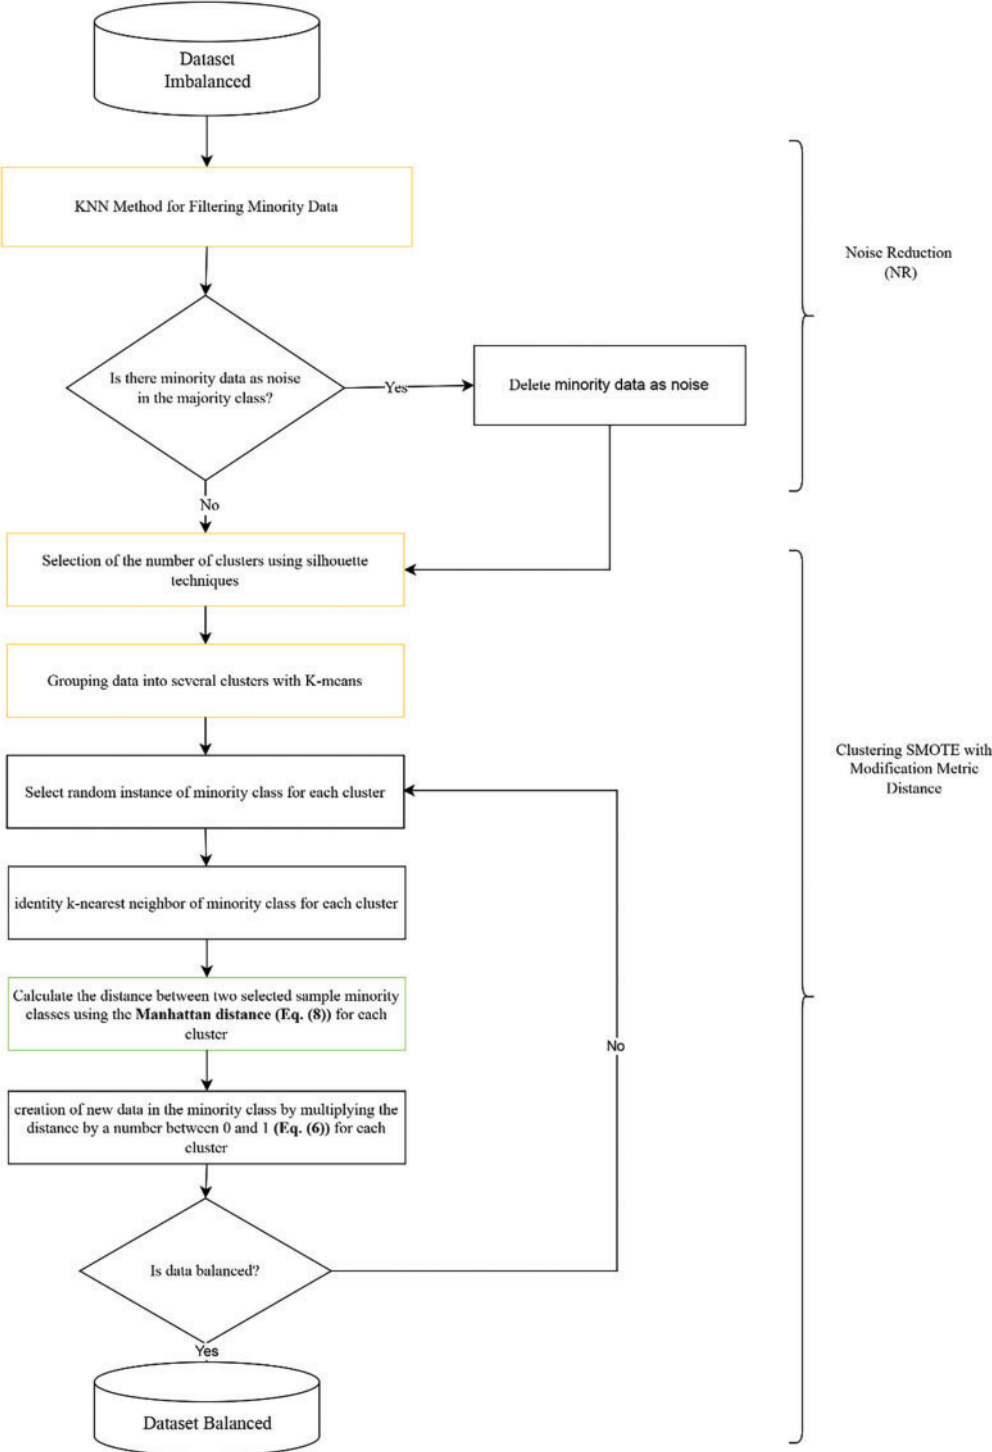 Dataset
Imbalanced
KNN Method for Filtering Minority Data
Noise Reduction
(NR)
Is there minority data as noise
in the majority class?
Yes
Delete minority data as noise
No
Selection of the number of clusters using silhouette
techniques
Grouping data into several clusters with K-means
Clustering SMOTE with
Modification Metric
Distance
Select random instance of minority class for each cluster
identity k-nearest neighbor of minority class for each cluster
Calculate the distance between two selected sample minority
classes using the Manhattan distance (Eq. (8)) for each
cluster
No
creation of new data in the minority class by multiplying the
distance by a number between 0 and 1 (Eq. (6)) for each
cluster
Is data balanced?
Yes
Dataset Balanced